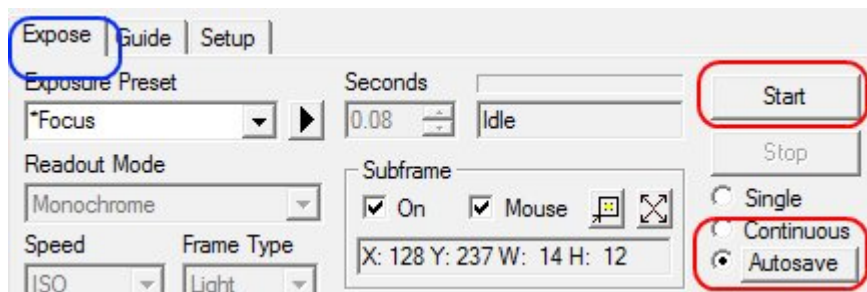 Expose Guide Setup
Exposure Preset Seconds
*Focus 0.08 Idle Start
Readout Mode Subframe Stop
Monochrome On Mouse Single
Continuous
Speed Frame Type X: 128 Y: 237 W: 14 H: 12 Autosave
ISO Light